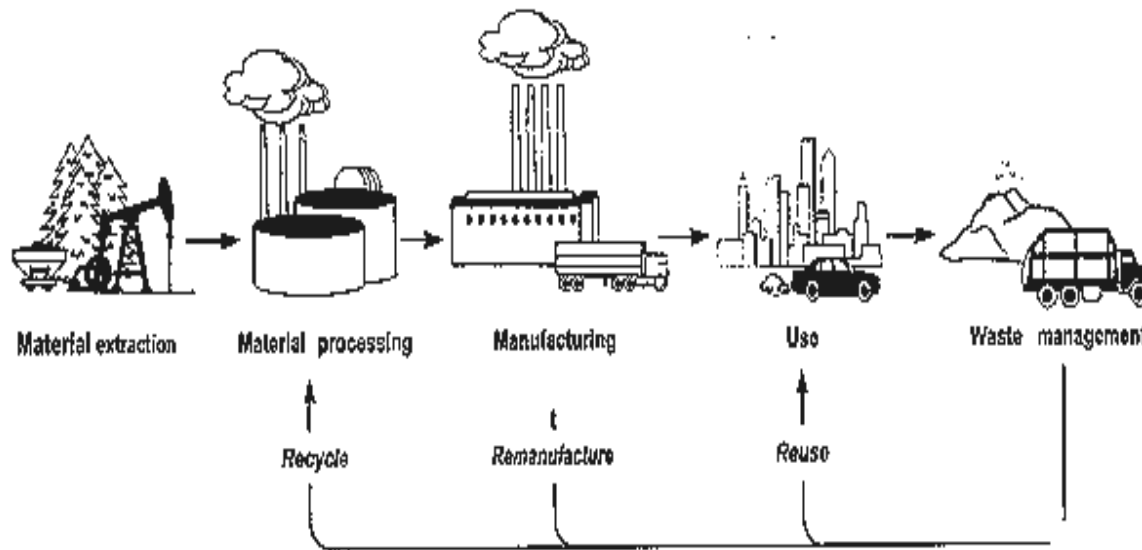 Material extraction
Material processing
Manufacturing
Use
Waste management
t
Recycle
Remanufacture
Reuse